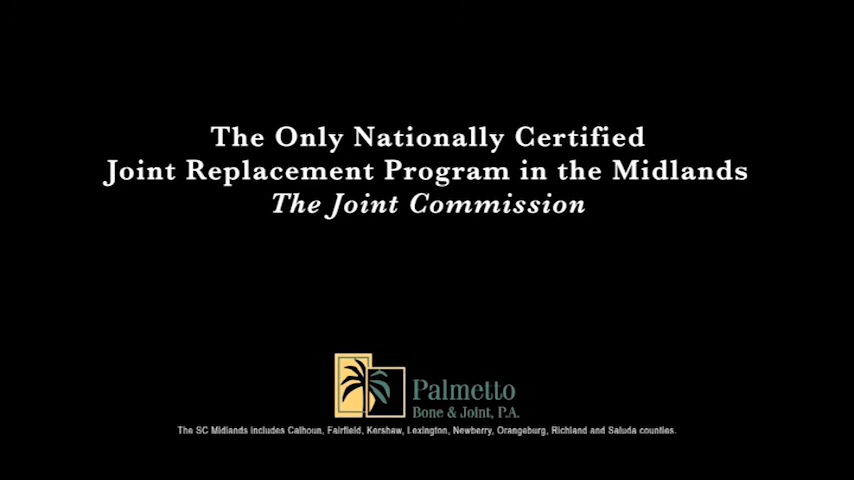 The Only Nationally Certified
Joint Replacement Program in the Midlands
The Joint Commission
Palmetto
Bone & Joint, P.A.
The SC Midlands includes Calhoun, Fairfield, Kershaw, Lexington, Newberry, Orangeburg, Richland and Saluda counties.